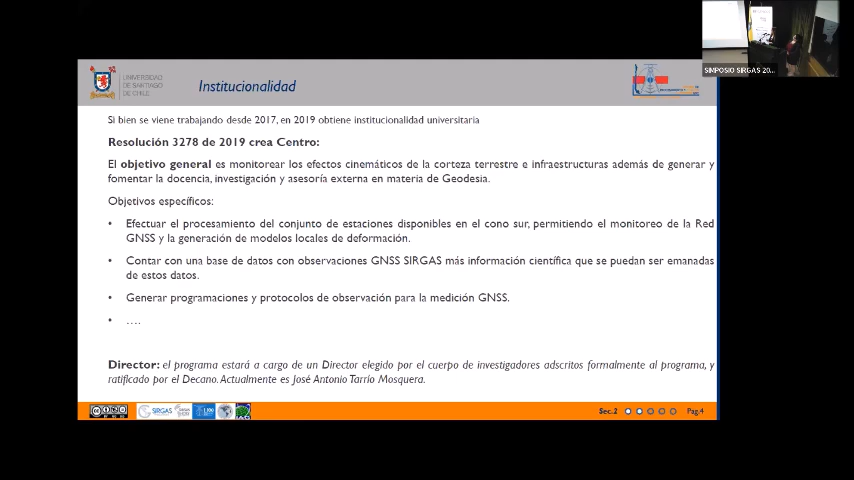 SIMPOSIO SIRGAS 20...
UNIVERSIDAD
DE SANTIAGO
DE CHILE
Institucionalidad
Si bien se viene trabajando desde 2017, en 2019 obtiene institucionalidad universitaria
Resolución 3278 de 2019 crea Centro:
El objetivo general es monitorear los efectos cinemáticos de la corteza terrestre e infraestructuras además de generar y
fomentar la docencia, investigación y asesoría externa en materia de Geodesia.
Objetivos específicos:
• Efectuar el procesamiento del conjunto de estaciones disponibles en el cono sur, permitiendo el monitoreo de la Red
GNSS y la generación de modelos locales de deformación.
• Contar con una base de datos con observaciones GNSS SIRGAS más información científica que se puedan ser emanadas
de estos datos.
• Generar programaciones y protocolos de observación para la medición GNSS.
• ....
Director: el programa estará a cargo de un Director elegido por el cuerpo de investigadores adscritos formalmente al programa, y
ratificado por el Decano. Actualmente es José Antonio Tarrío Mosquera.
SIRGAS
IAG
Sec.2
Pag.4